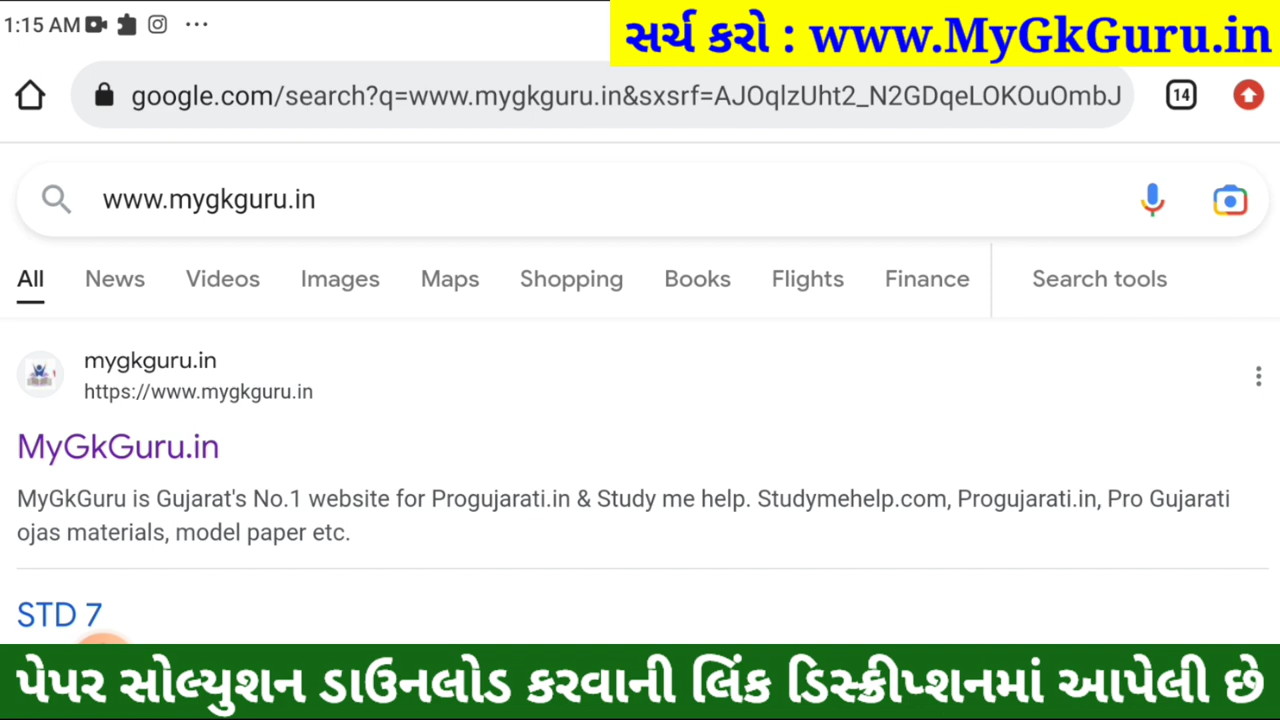 1:15 AM
સર્ચ કરો : www.MyGkGuru.in
google.com/search?q=www.mygkguru.in&sxsrf=AJOqlzUht2_N2GDqeLOKOuOmbJ
14
www.mygkguru.in
All News Videos Images Maps Shopping Books Flights Finance Search tools
mygkguru.in
https://www.mygkguru.in
MyGkGuru.in
MyGkGuru is Gujarat's No.1 website for Progujarati.in & Study me help. Studymehelp.com, Progujarati.in, Pro Gujarati
ojas materials, model paper etc.
STD 7
પેપર સોલ્યુશન ડાઉનલોડ કરવાની લિંક ડિસ્ક્રીપ્શનમાં આપેલી છે